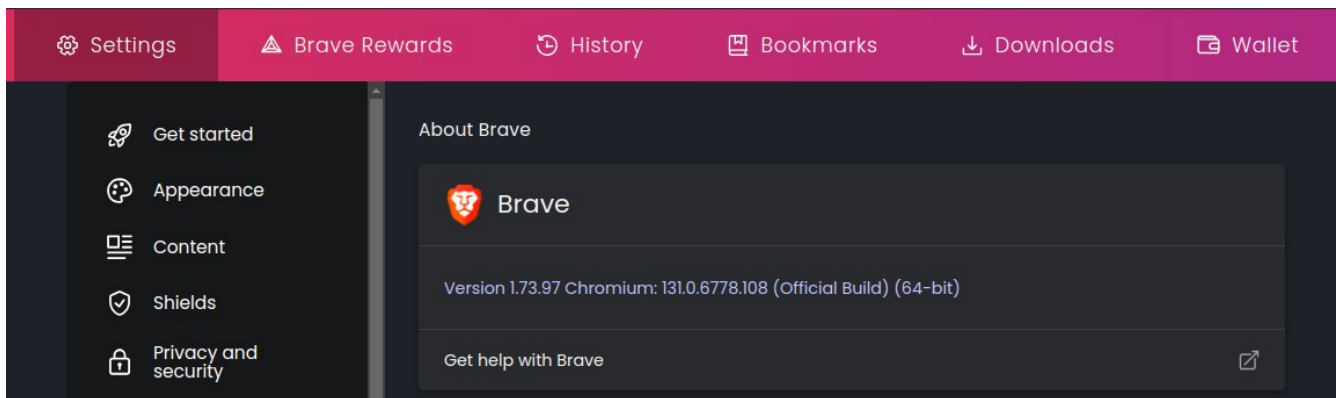 Settings
Brave Rewards
History
Bookmarks
Downloads
Wallet
Get started
Appearance
Content
Shields
Privacy and
security
About Brave
Brave
Version 1.73.97 Chromium: 131.0.6778.108 (Official Build) (64-bit)
Get help with Brave